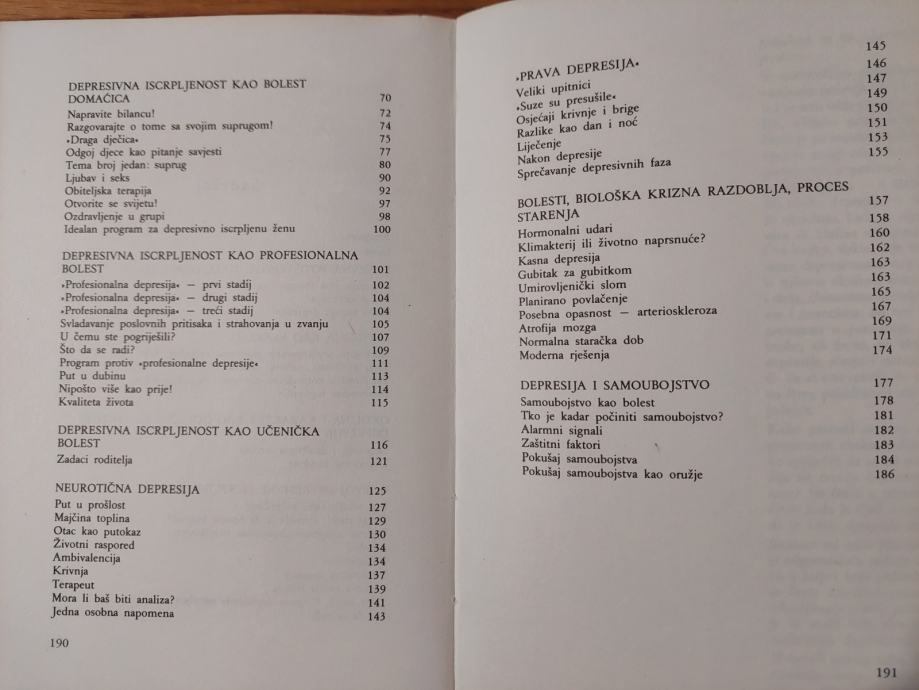 DEPRESIVNA ISCRPLJENOST KAO BOLEST
DOMAĆICA 70
Napravite bilancu! 72
Razgovarajte o tome sa svojim suprugom! 74
»Draga dječica« 75
Odgoj djece kao pitanje savjesti 77
Tema broj jedan: suprug 80
Ljubav i seks 90
Obiteljska terapija 92
Otvorite se svijetu! 97
Ozdravljenje u grupi 98
Idealan program za depresivno iscrpljenu ženu 100
DEPRESIVNA ISCRPLJENOST KAO PROFESIONALNA
BOLEST 101
»Profesionalna depresija« — prvi stadij 102
»Profesionalna depresija« — drugi stadij 104
»Profesionalna depresija« — treći stadij 104
Svladavanje poslovnih pritisaka i strahovanja u zvanju 105
U čemu ste pogriješili? 107
Što da se radi? 109
Program protiv »profesionalne depresije« 111
Put u dubinu 113
Nipošto više kao prije! 114
Kvaliteta života 115
DEPRESIVNA ISCRPLJENOST KAO UČENIČKA
BOLEST 116
Zadaci roditelja 121
NEUROTIČNA DEPRESIJA 125
Put u prošlost 127
Majčina toplina 129
Otac kao putokaz 130
Životni raspored 134
Ambivalencija 134
Krivnja 137
Terapeut 139
Mora li baš biti analiza? 141
Jedna osobna napomena 143
190
»PRAVA DEPRESIJA« 145
Veliki upitnici 146
»Suze su presušile« 147
Osjećaji krivnje i brige 149
Razlike kao dan i noć 150
Liječenje 151
Nakon depresije 153
Sprečavanje depresivnih faza 155
BOLESTI, BIOLOŠKA KRIZNA RAZDOBLJA, PROCES
STARENJA 157
Hormonalni udari 158
Klimakterij ili životno naprsnuće? 160
Kasna depresija 162
Gubitak za gubitkom 163
Umirovljenički slom 163
Planirano povlačenje 165
Posebna opasnost — arterioskleroza 167
Atrofija mozga 169
Normalna staračka dob 171
Moderna rješenja 174
DEPRESIJA I SAMOUBOJSTVO 177
Samoubojstvo kao bolest 178
Tko je kadar počiniti samoubojstvo? 181
Alarmni signali 182
Zaštitni faktori 183
Pokušaj samoubojstva 184
Pokušaj samoubojstva kao oružje 186
191